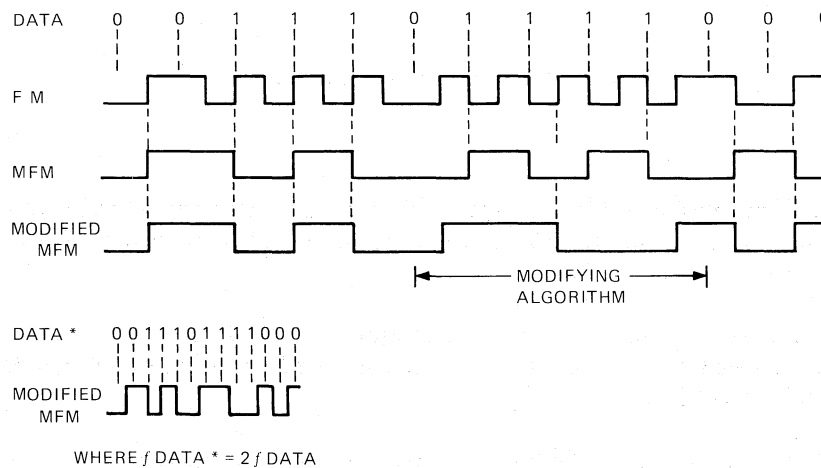 DATA 0 0 1 1 1 0 1 1 1 1 0 0
FM
MFM
MODIFIED
MFM
MODIFYING
ALGORITHM
DATA * 0 0 1 1 1 0 1 1 1 1 0 0 0
MODIFIED
MFM
WHERE f DATA * = 2 f DATA